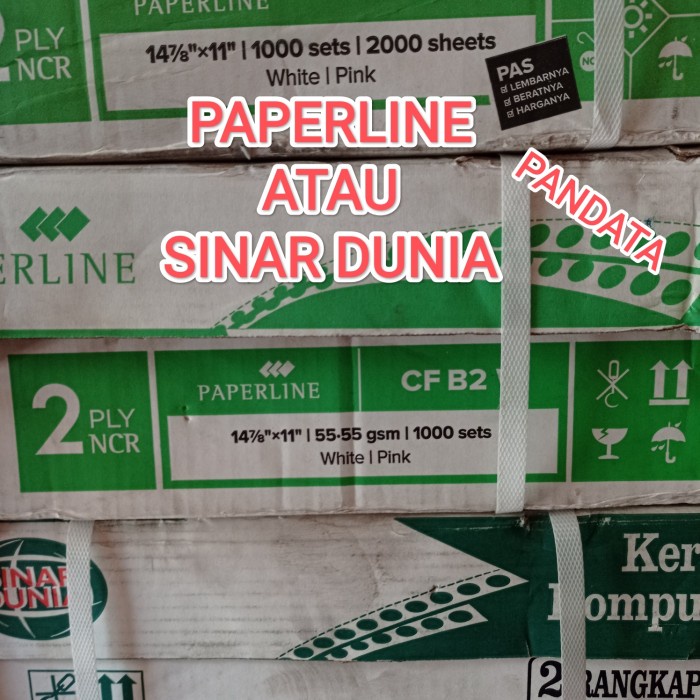 PAPERLINE
PLY
NCR
14⅞"×11" | 1000 sets | 2000 sheets
White | Pink
PAS
LEMBARNYA
BERATNYA
HARGANYA
PAPERLINE
ATAU
SINAR DUNIA
PANDATA
ERLINE
2 PLY
NCR
PAPERLINE
CF B2
14⅞"×11" | 55-55 gsm | 1000 sets
White | Pink
SINAR
DUNIA
Ker
Kompu
2 RANGKAP